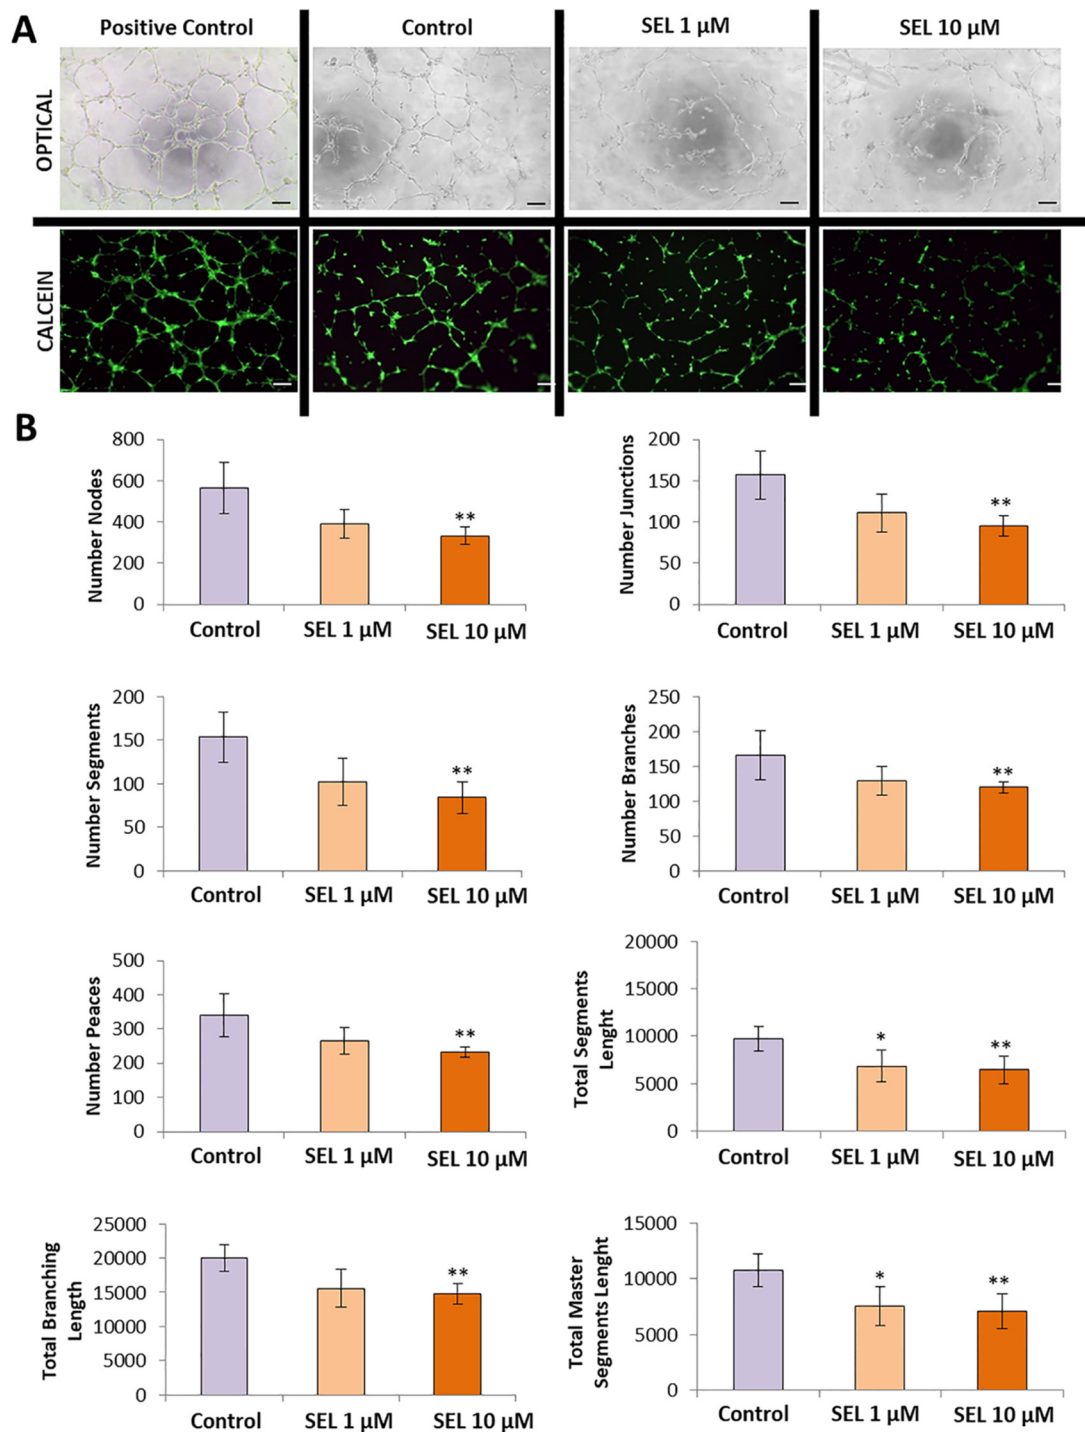 A
Positive Control
Control
SEL 1 µM
SEL 10 µM
OPTICAL
CALCEIN
B
Number Nodes
800
600
400
200
0
**
Control
SEL 1 µM
SEL 10 µM
Number Junctions
200
150
100
50
0
**
Control
SEL 1 µM
SEL 10 µM
Number Segments
200
150
100
50
0
**
Control
SEL 1 µM
SEL 10 µM
Number Branches
250
200
150
100
50
0
**
Control
SEL 1 µM
SEL 10 µM
Number Peaces
500
400
300
200
100
0
**
Control
SEL 1 µM
SEL 10 µM
Total Segments
Lenght
20000
15000
10000
5000
0
*
**
Control
SEL 1 µM
SEL 10 µM
Total Branching
Length
25000
20000
15000
10000
5000
0
**
Control
SEL 1 µM
SEL 10 µM
Total Master
Segments Lenght
15000
10000
5000
0
*
**
Control
SEL 1 µM
SEL 10 µM